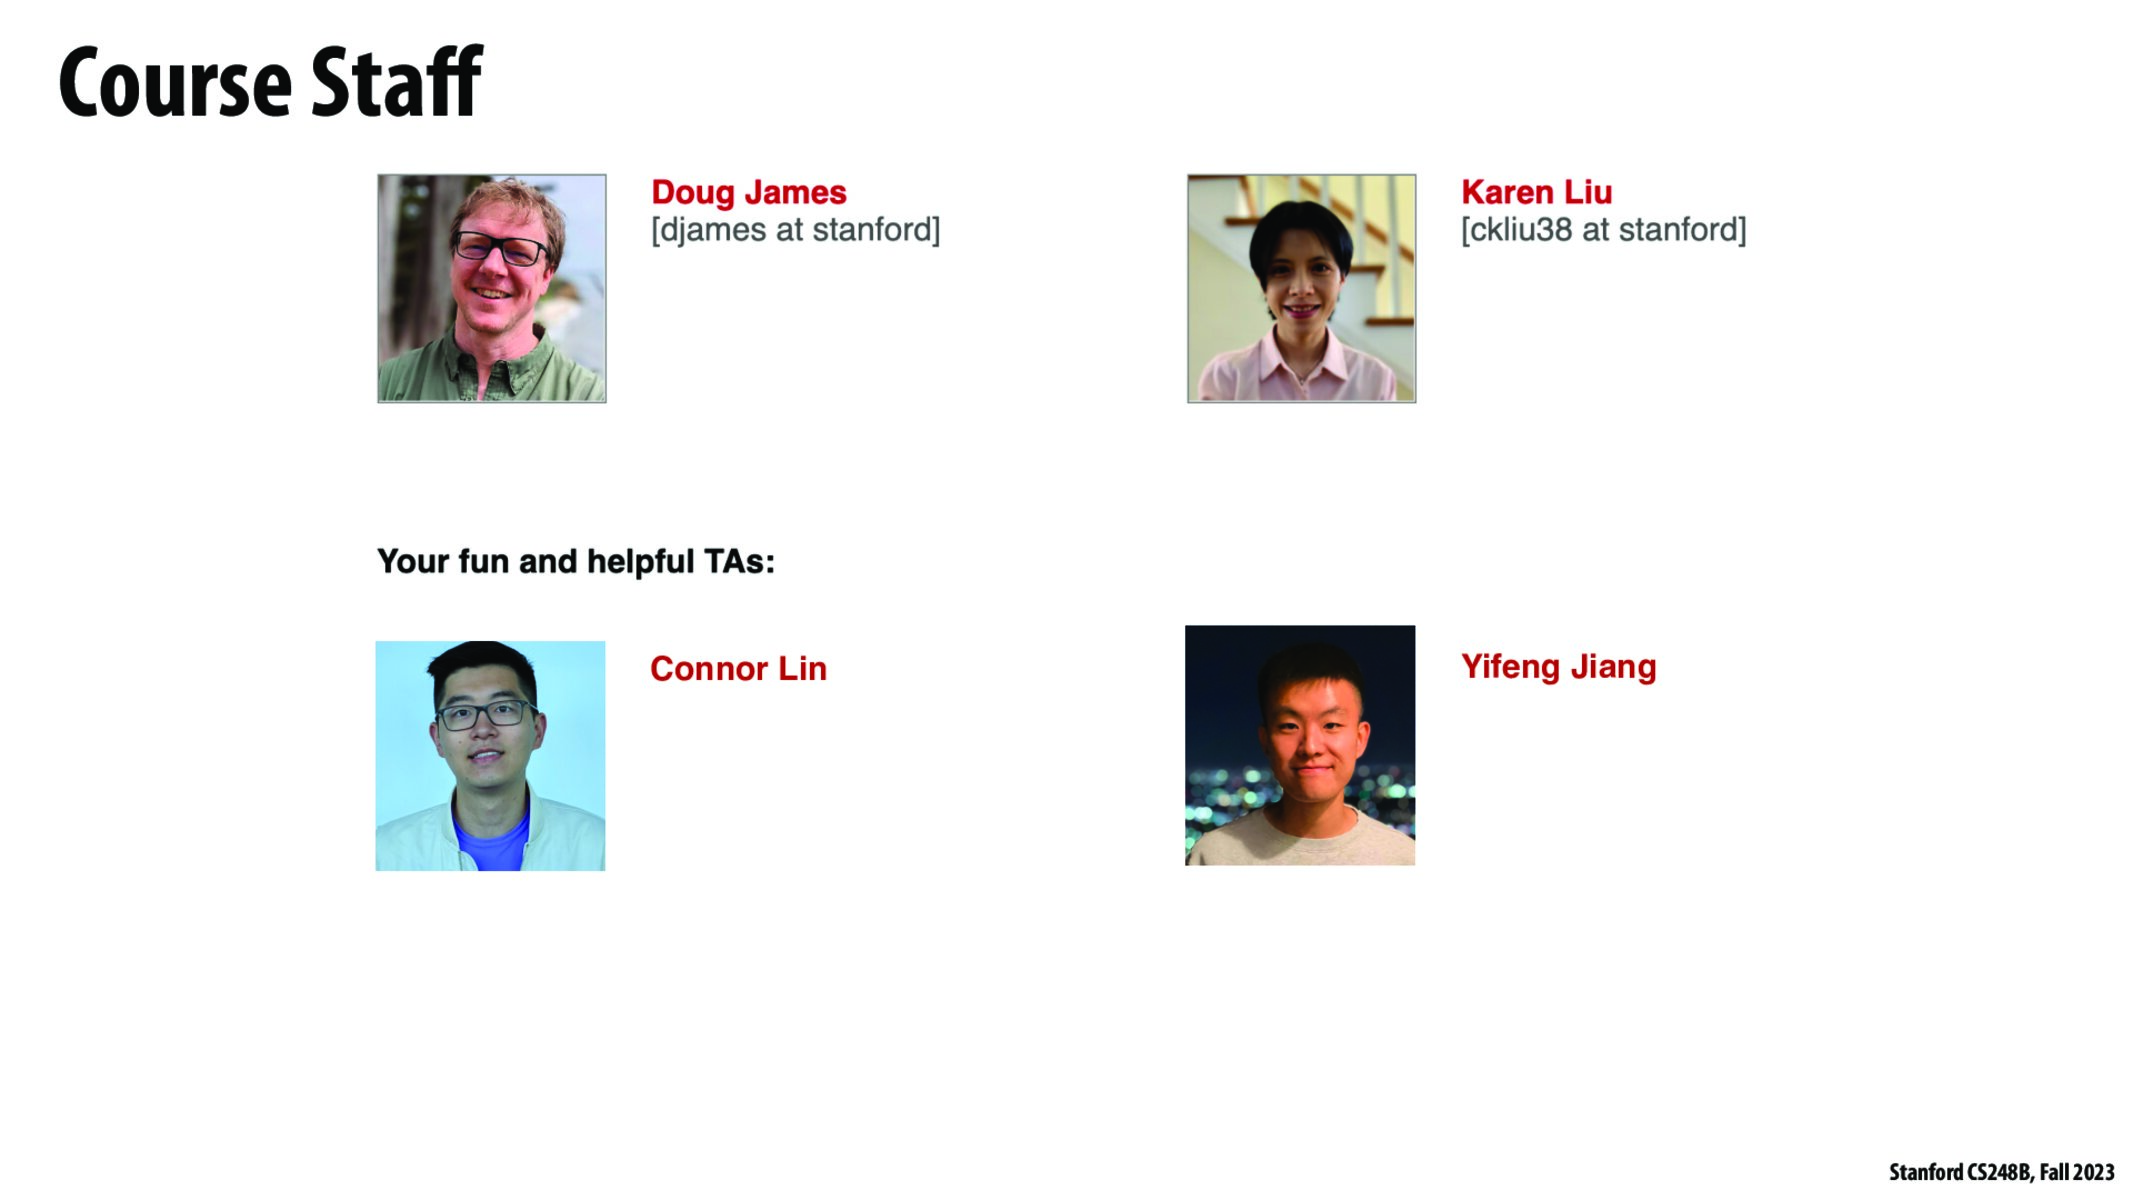 Course Staff
Doug James
[djames at stanford]
Karen Liu
[ckliu38 at stanford]
Your fun and helpful TAs:
Connor Lin
Yifeng Jiang
Stanford CS248B, Fall 2023